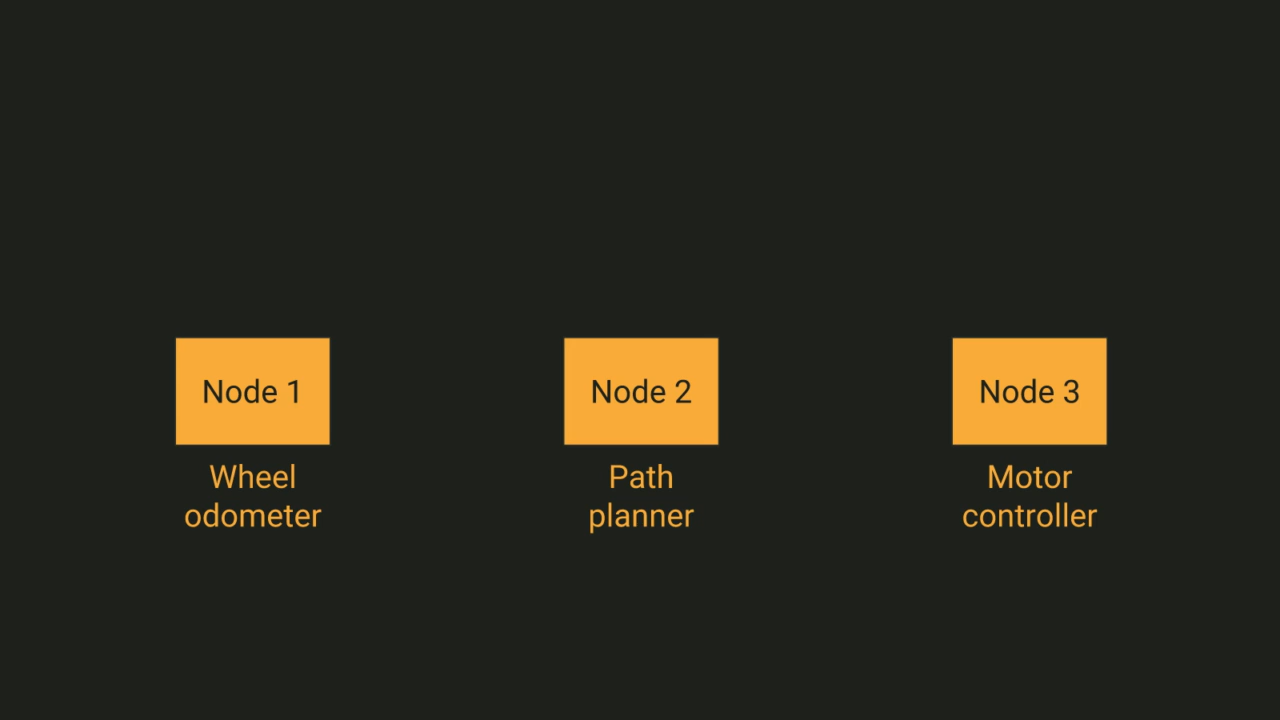 Node 1
Node 2
Node 3
Wheel
odometer
Path
planner
Motor
controller